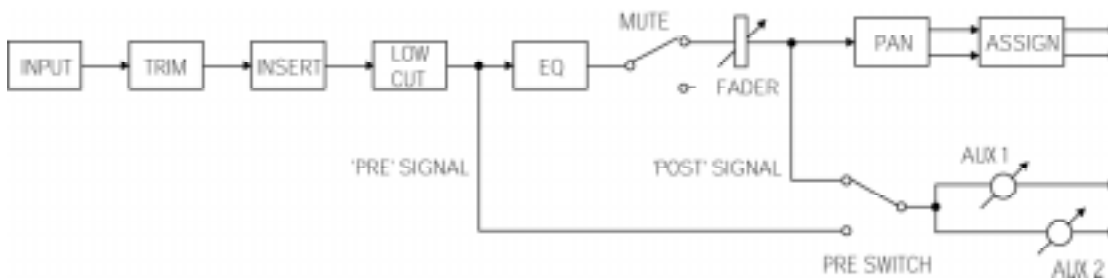 INPUT
TRIM
INSERT
LOW
CUT
EQ
MUTE
FADER
PAN
ASSIGN
'PRE' SIGNAL
'POST' SIGNAL
AUX 1
PRE SWITCH
AUX 2